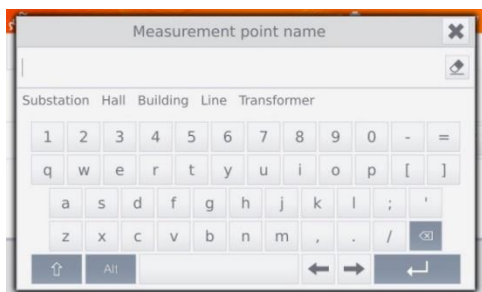 Measurement point name
Substation Hall Building Line Transformer
1 2 3 4 5 6 7 8 9 0 - =
q w e r t y u i o p [ ]
a s d f g h j k l ; '
z x c v b n m , . /
Alt